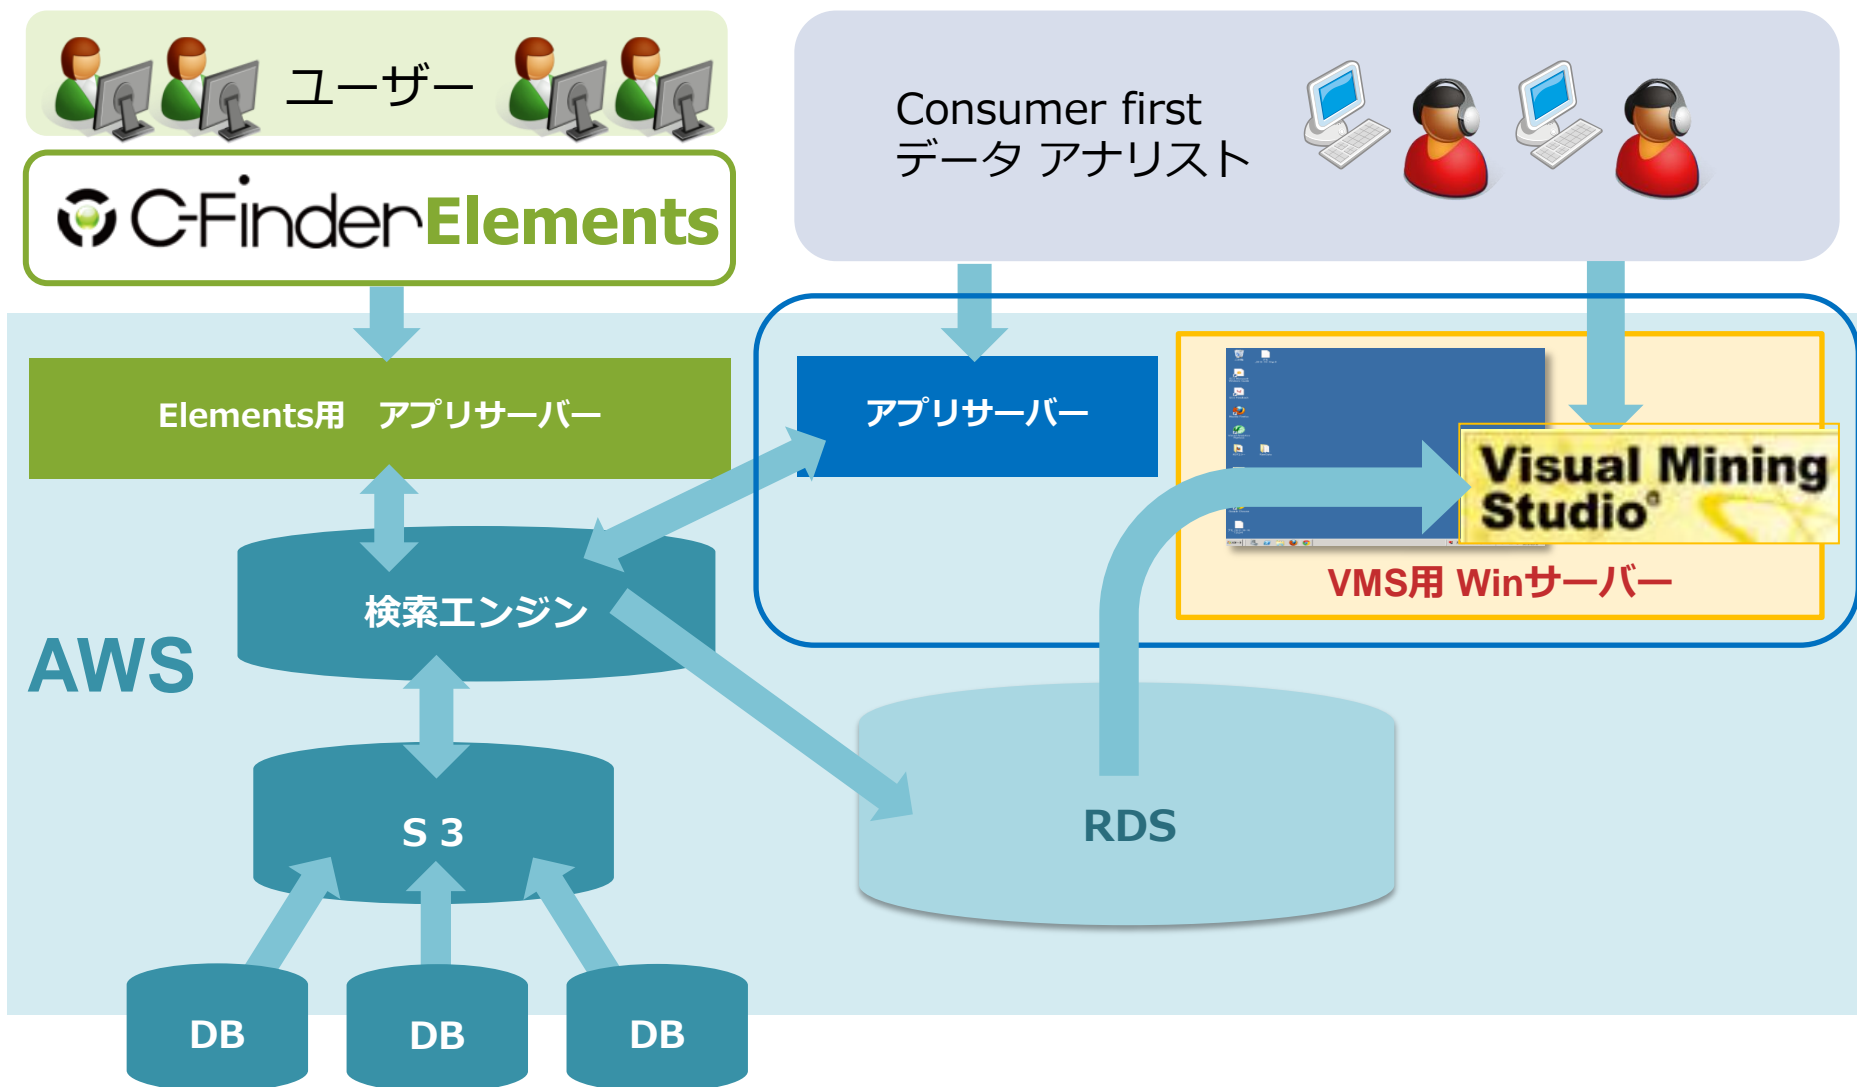 ユーザー
C-Finder Elements
Consumer first
データ アナリスト
Elements用　アプリサーバー
アプリサーバー
Visual Mining
Studio®
VMS用 Winサーバー
検索エンジン
AWS
S 3
RDS
DB
DB
DB